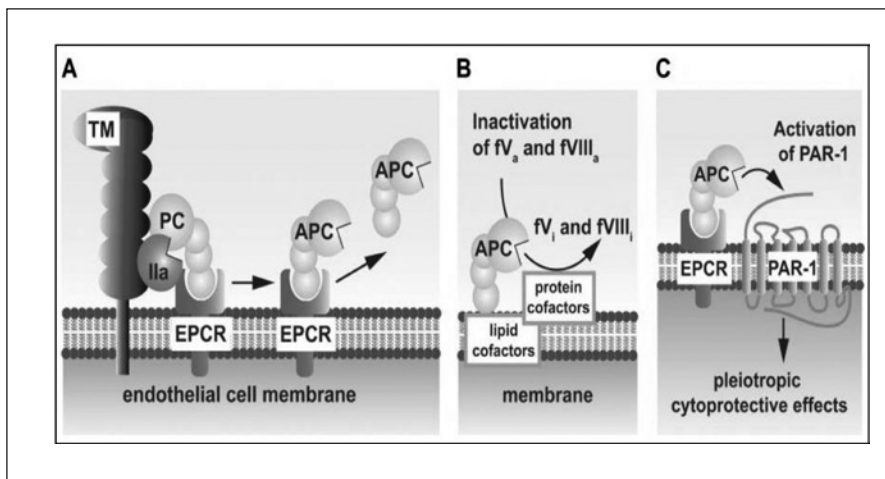 A
TM
PC
IIa
APC
APC
EPCR
EPCR
endothelial cell membrane
B
Inactivation
of fVa and fVIIIa
APC
fVi and fVIIIi
protein
cofactors
lipid
cofactors
membrane
C
Activation
of PAR-1
APC
EPCR
PAR-1
pleiotropic
cytoprotective effects